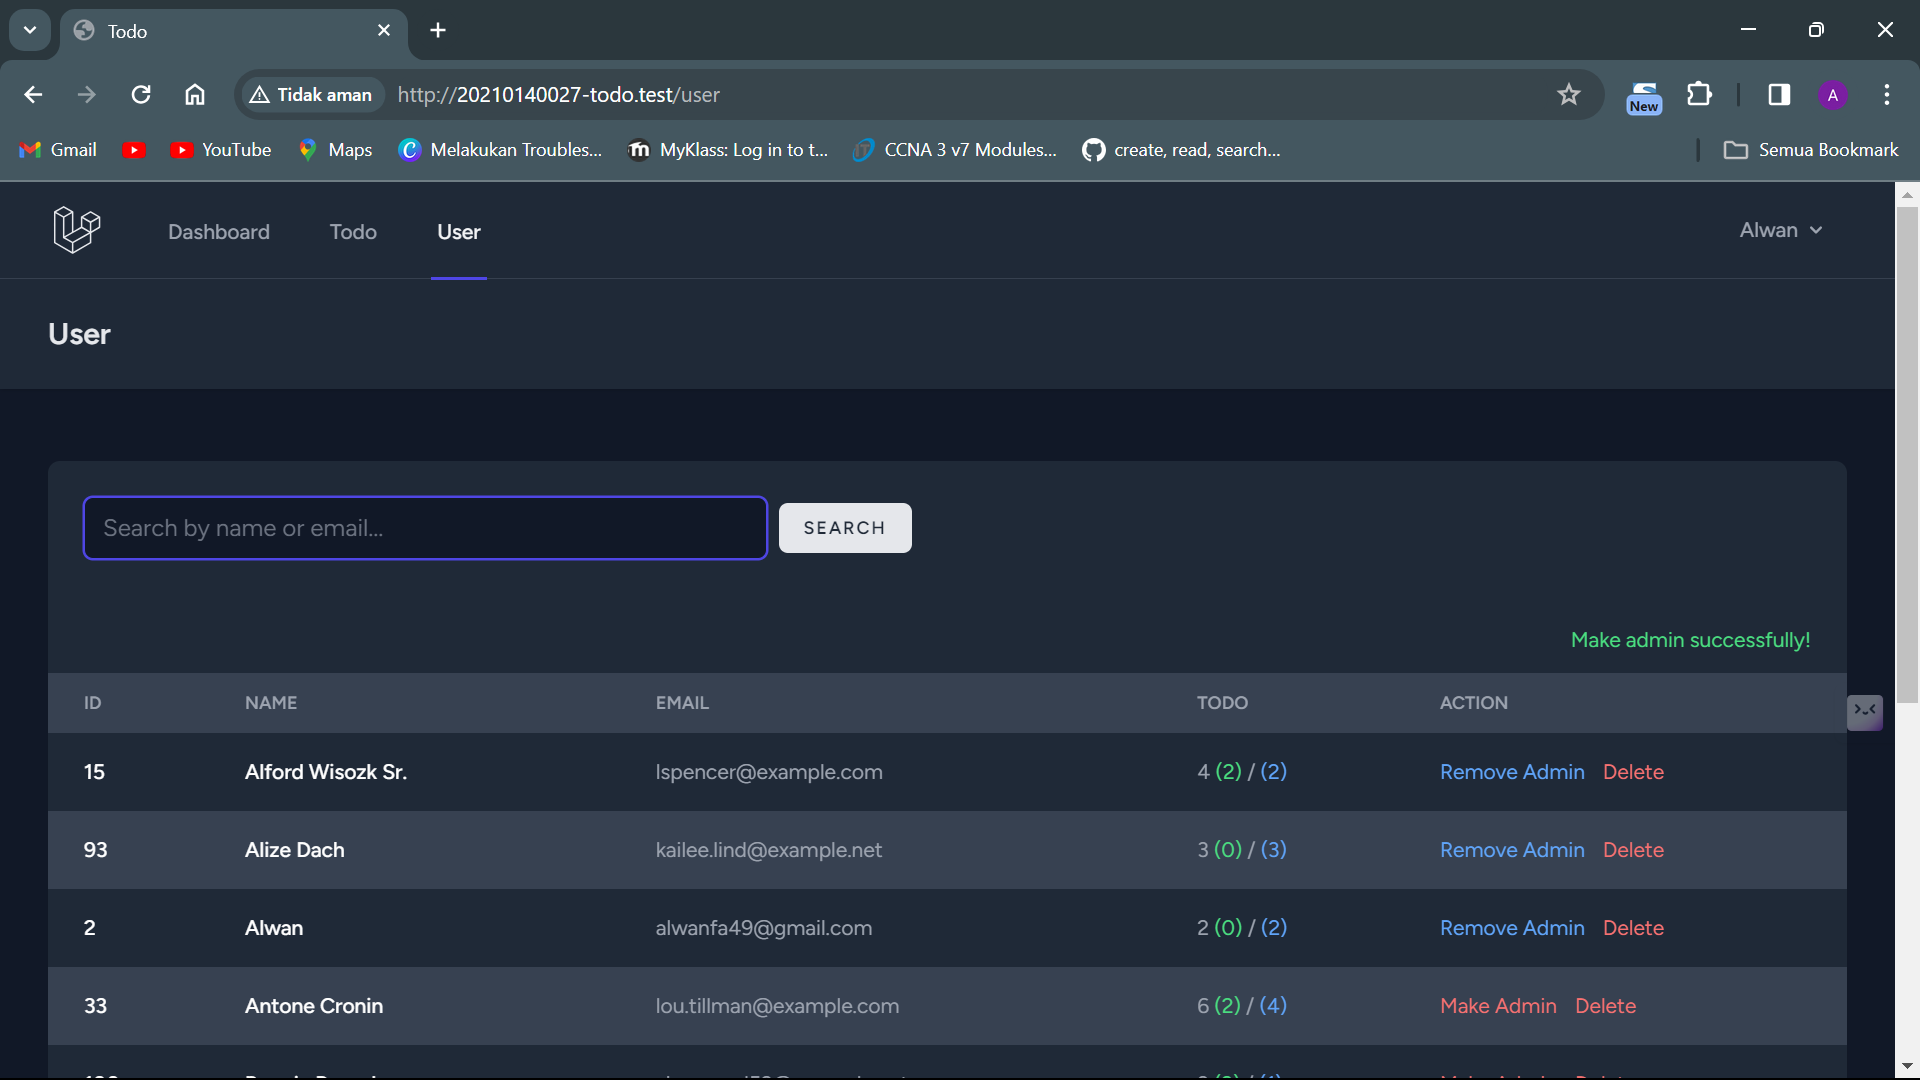 Todo
Tidak aman http://20210140027-todo.test/user New A
Gmail YouTube Maps Melakukan Troubles... MyKlass: Log in to t... CCNA 3 v7 Modules... create, read, search... Semua Bookmark
Dashboard Todo User Alwan
User
Search by name or email... SEARCH
Make admin successfully!
ID NAME EMAIL TODO ACTION
15 Alford Wisozk Sr. lspencer@example.com 4 (2) / (2) Remove Admin Delete
93 Alize Dach kailee.lind@example.net 3 (0) / (3) Remove Admin Delete
2 Alwan alwanfa49@gmail.com 2 (0) / (2) Remove Admin Delete
33 Antone Cronin lou.tillman@example.com 6 (2) / (4) Make Admin Delete